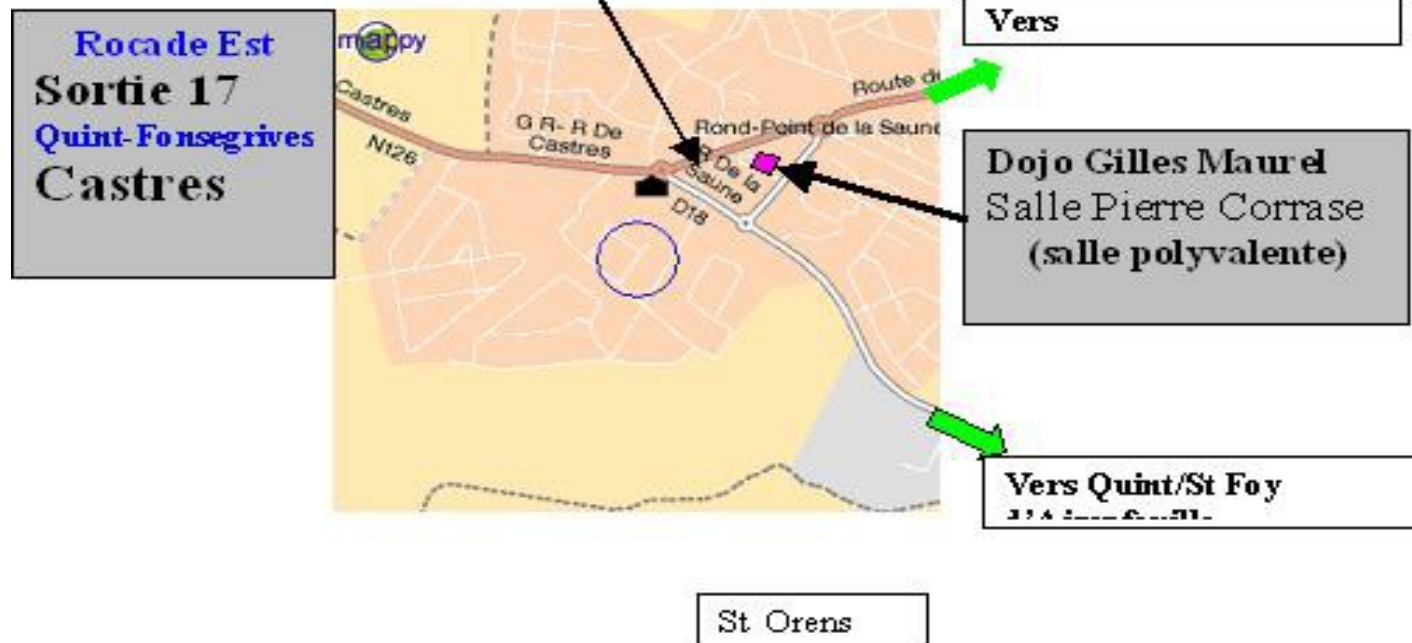 Vers
Rocade Est
Sortie 17
Quint-Fonsegrives
Castres
mappy
Castres
N126
G R- R De
Castres
Route d
Rond-Point de la Saune
R De la
Saune
D18
Dojo Gilles Maurel
Salle Pierre Corrase
(salle polyvalente)
Vers Quint/St Foy
St Orens